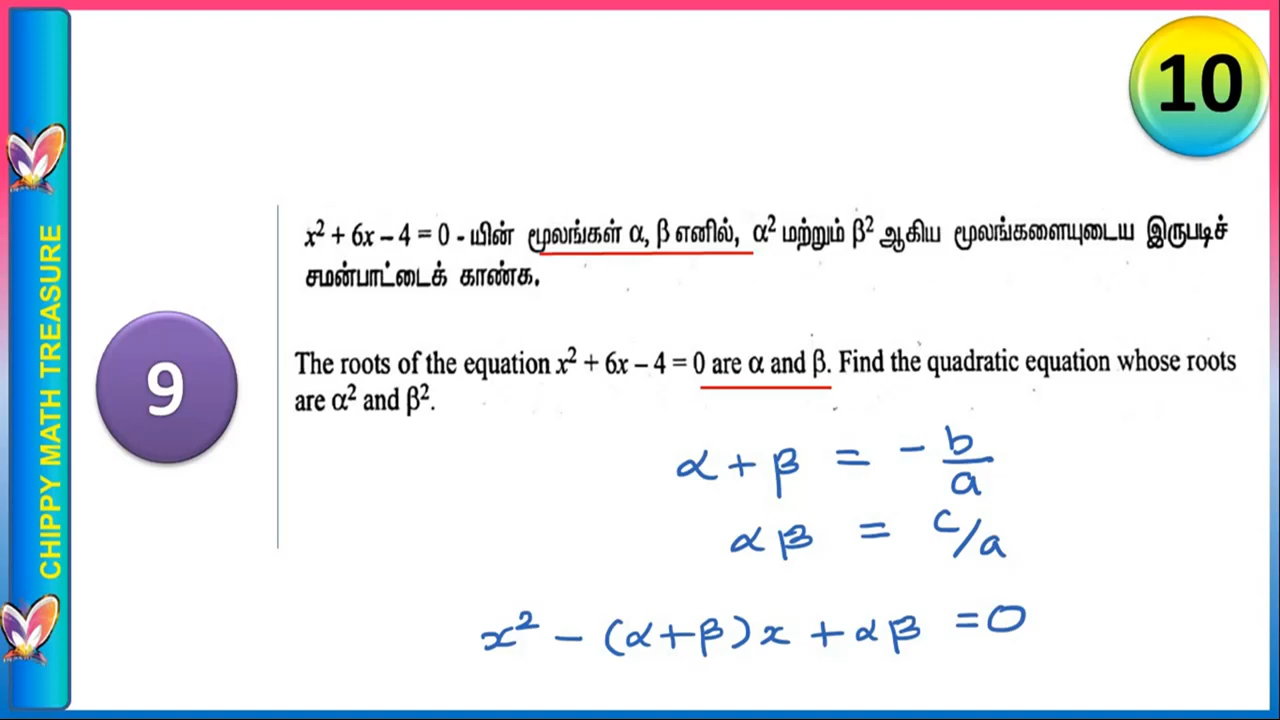 10
CHIPPY MATH TREASURE
9
x² + 6x – 4 = 0 - யின் மூலங்கள் α, β எனில், α² மற்றும் β² ஆகிய மூலங்களையுடைய இருபடிச்
சமன்பாட்டைக் காண்க.
The roots of the equation x² + 6x – 4 = 0 are α and β. Find the quadratic equation whose roots
are α² and β².
α + β = - b/a
αβ = c/a
x² - (α+β)x + αβ = 0